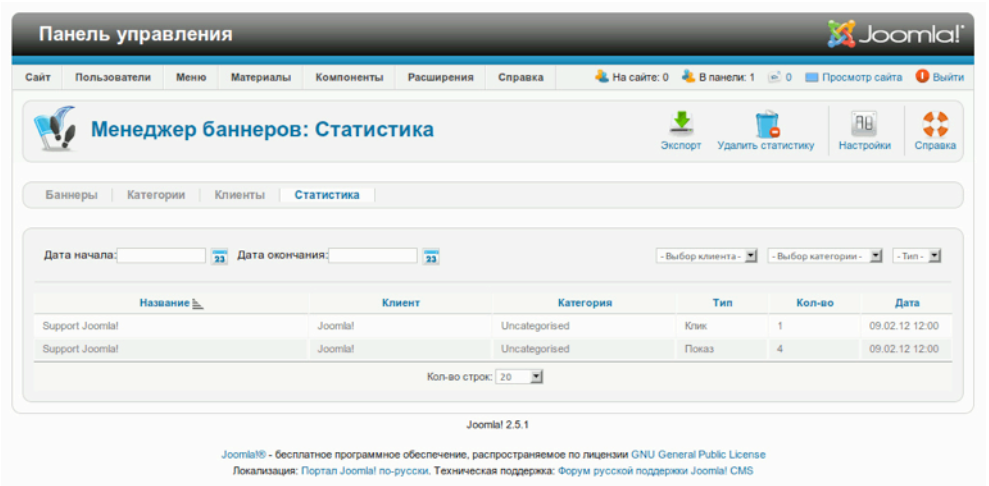 Панель управления Joomla!
Сайт Пользователи Меню Материалы Компоненты Расширения Справка На сайте: 0 В панели: 1 0 Просмотр сайта Выйти
Менеджер баннеров: Статистика
Экспорт Удалить статистику Настройки Справка
Баннеры Категории Клиенты Статистика
Дата начала: 23 Дата окончания: 23 - Выбор клиента - - Выбор категории - - Тип -
Название Клиент Категория Тип Кол-во Дата
Support Joomla! Joomla! Uncategorised Клик 1 09.02.12 12:00
Support Joomla! Joomla! Uncategorised Показ 4 09.02.12 12:00
Кол-во строк: 20
Joomla! 2.5.1
Joomla!® - бесплатное программное обеспечение, распространяемое по лицензии GNU General Public License
Локализация: Портал Joomla! по-русски. Техническая поддержка: Форум русской поддержки Joomla! CMS